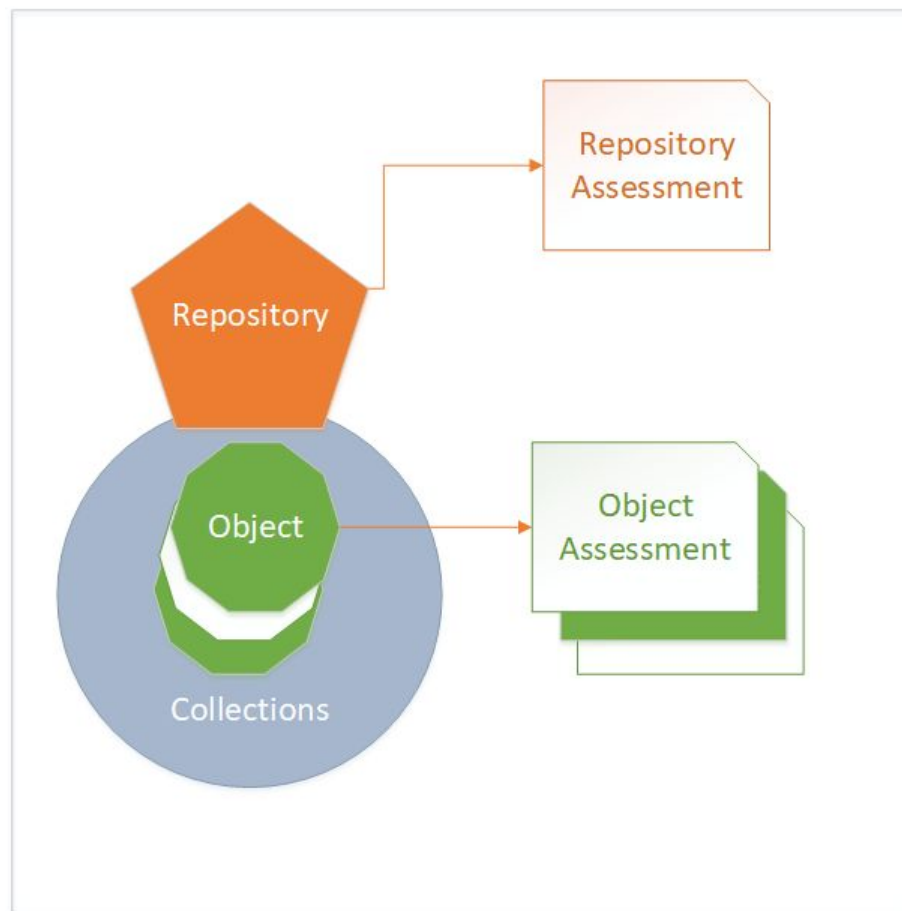 Repository
Assessment
Repository
Object
Object
Assessment
Collections